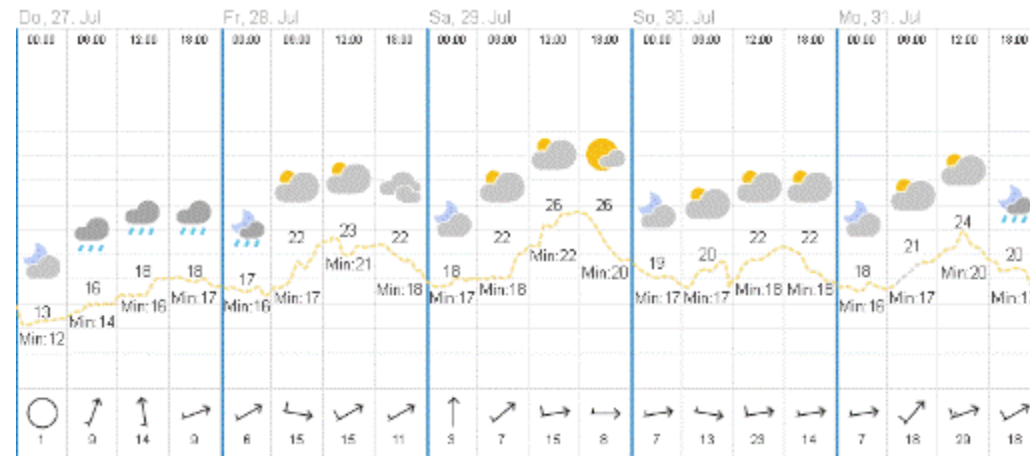 Do, 27. Jul Fr, 28. Jul Sa, 29. Jul So, 30. Jul Mo, 31. Jul
00:00 06:00 12:00 18:00 00:00 06:00 12:00 18:00 00:00 06:00 12:00 18:00 00:00 06:00 12:00 18:00 00:00 06:00 12:00 18:00
13 16 18 18 17 22 23 22 18 22 26 26 19 20 22 22 18 21 24 20
Min:12 Min:14 Min:16 Min:17 Min:16 Min:17 Min:21 Min:18 Min:17 Min:18 Min:22 Min:20 Min:17 Min:17 Min:18 Min:18 Min:16 Min:17 Min:20
1 9 14 9 6 15 15 11 3 7 15 8 7 13 23 14 7 18 29 18